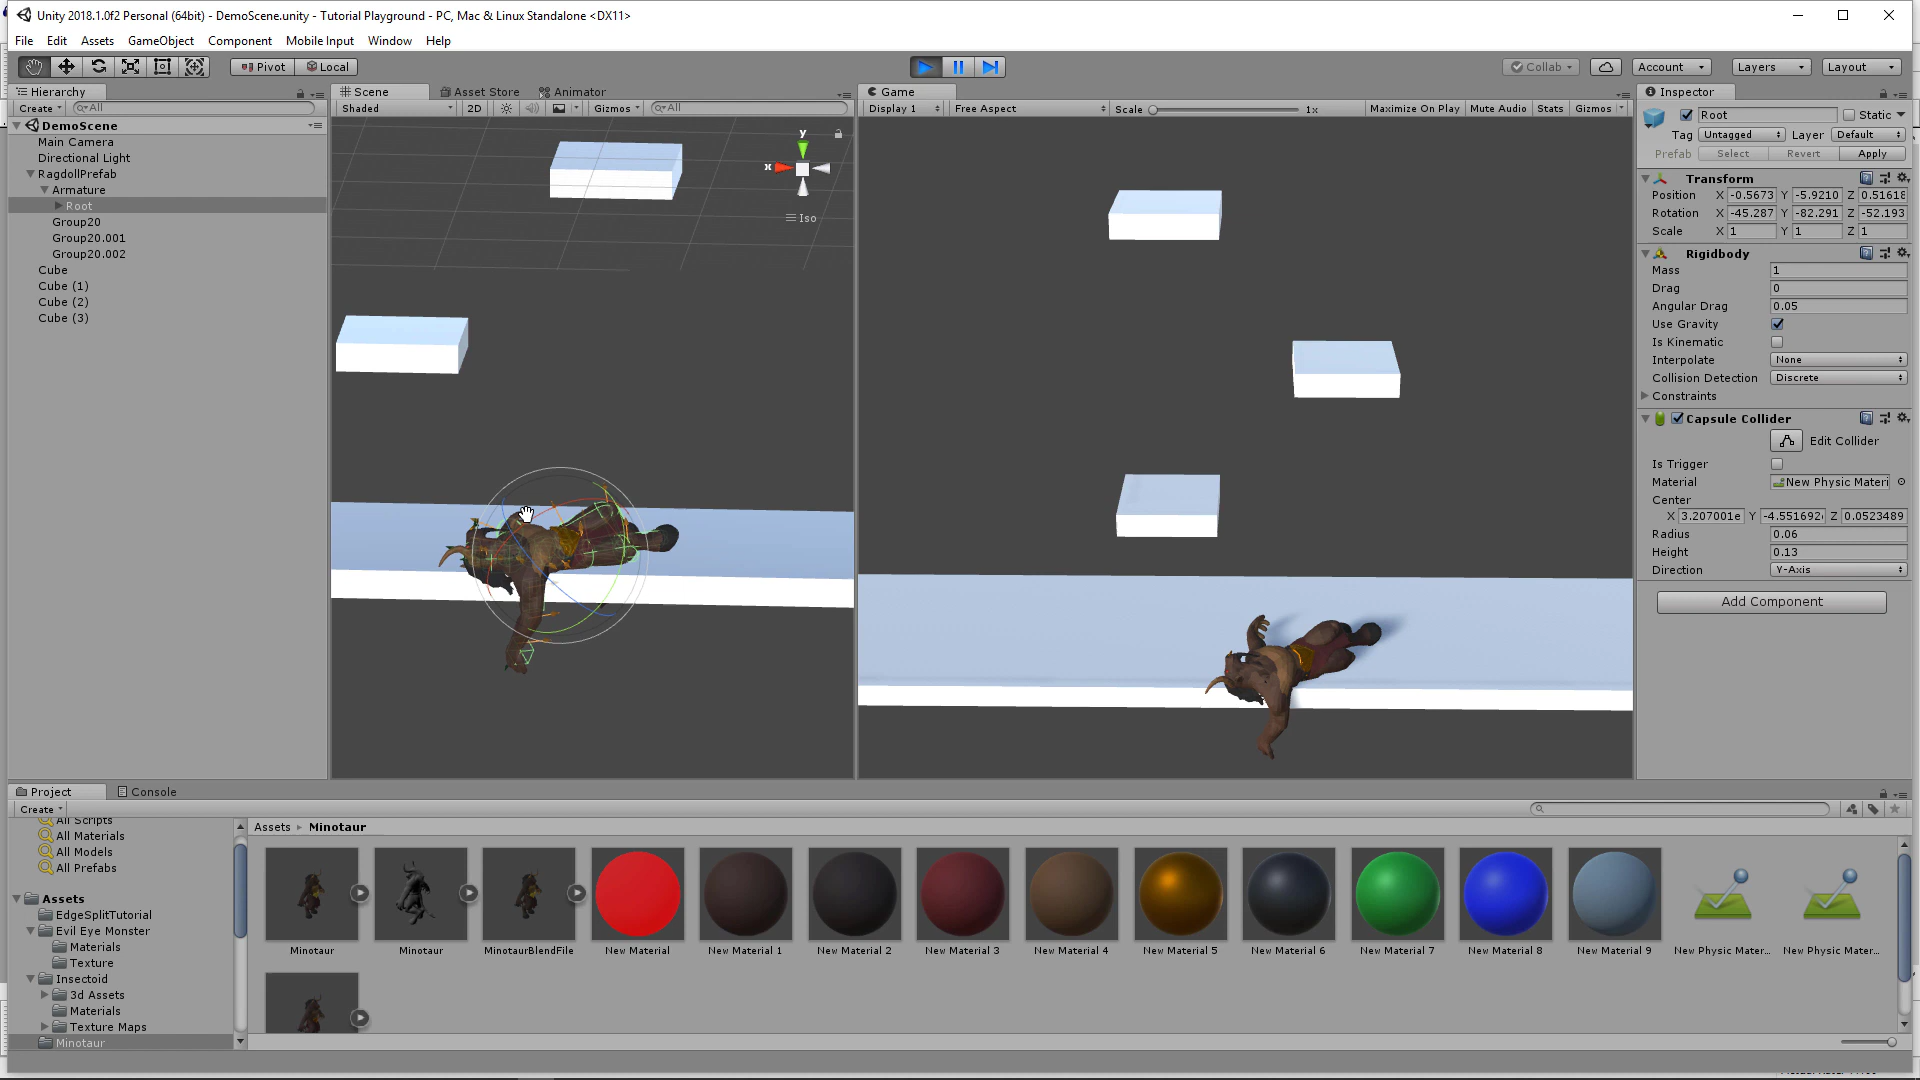 Unity 2018.1.0f2 Personal (64bit) - DemoScene.unity - Tutorial Playground - PC, Mac & Linux Standalone <DX11>
File Edit Assets GameObject Component Mobile Input Window Help
Pivot Local Collab Account Layers Layout
Hierarchy
Create All
DemoScene
Main Camera
Directional Light
RagdollPrefab
Armature
Root
Group20
Group20.001
Group20.002
Cube
Cube (1)
Cube (2)
Cube (3)
Scene Asset Store Animator
Shaded 2D Gizmos All
y
x
Iso
Game
Display 1 Free Aspect Scale 1x Maximize On Play Mute Audio Stats Gizmos
Inspector
Root Static
Tag Untagged Layer Default
Prefab Select Revert Apply
Transform
Position X -0.5673 Y -5.9210 Z 0.51618
Rotation X -45.287 Y -82.291 Z -52.193
Scale X 1 Y 1 Z 1
Rigidbody
Mass 1
Drag 0
Angular Drag 0.05
Use Gravity
Is Kinematic
Interpolate None
Collision Detection Discrete
Constraints
Capsule Collider
Edit Collider
Is Trigger
Material New Physic Materi
Center
X 3.207001e Y -4.551692 Z 0.0523489
Radius 0.06
Height 0.13
Direction Y-Axis
Add Component
Project Console
Create
All Scripts
All Materials
All Models
All Prefabs
Assets
EdgeSplitTutorial
Evil Eye Monster
Materials
Texture
Insectoid
3d Assets
Materials
Texture Maps
Minotaur
Assets Minotaur
Minotaur Minotaur MinotaurBlendFile New Material New Material 1 New Material 2 New Material 3 New Material 4 New Material 5 New Material 6 New Material 7 New Material 8 New Material 9 New Physic Mater... New Physic Mater...